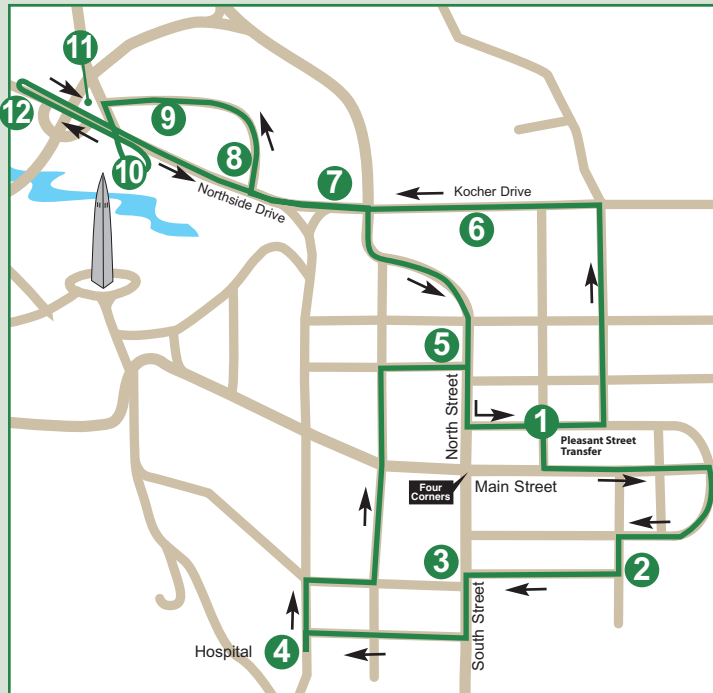 11
12
9
10
8
7
Northside Drive
Kocher Drive
6
5
North Street
1
Pleasant Street
Transfer
Four
Corners
Main Street
3
2
South Street
4
Hospital